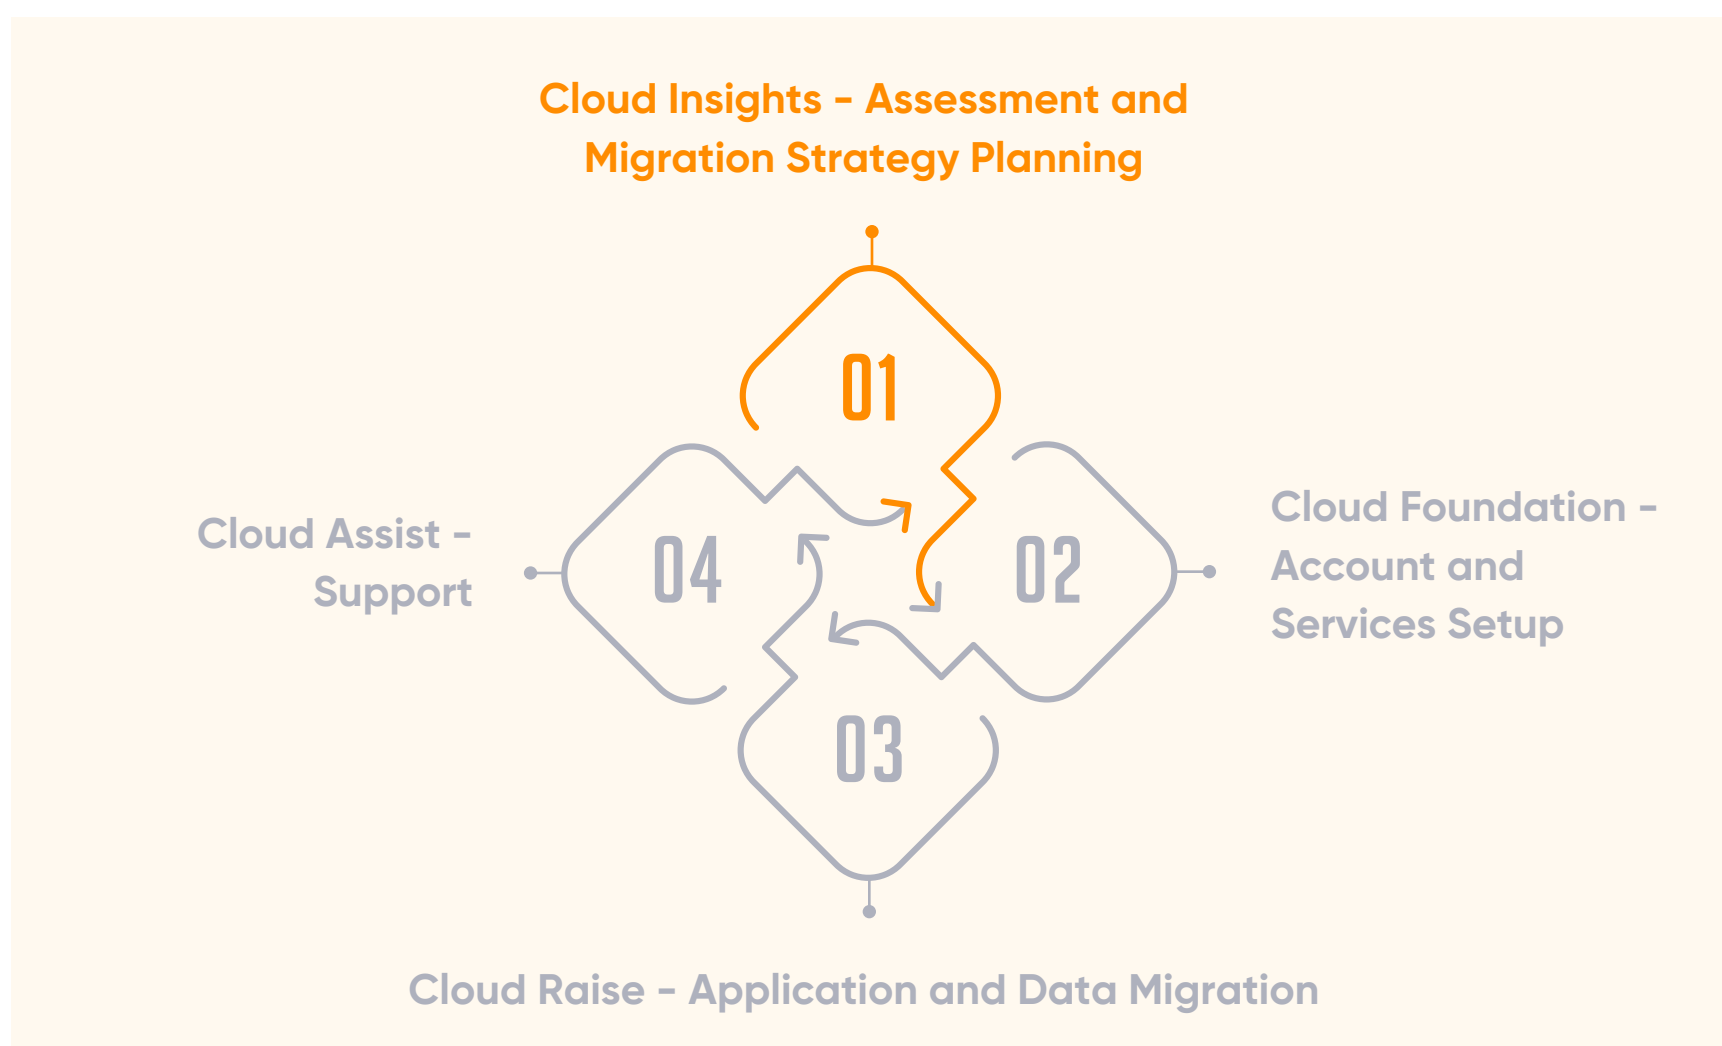 Cloud Insights - Assessment and
Migration Strategy Planning
01
Cloud Foundation -
Account and
Services Setup
02
03
Cloud Raise - Application and Data Migration
04
Cloud Assist -
Support